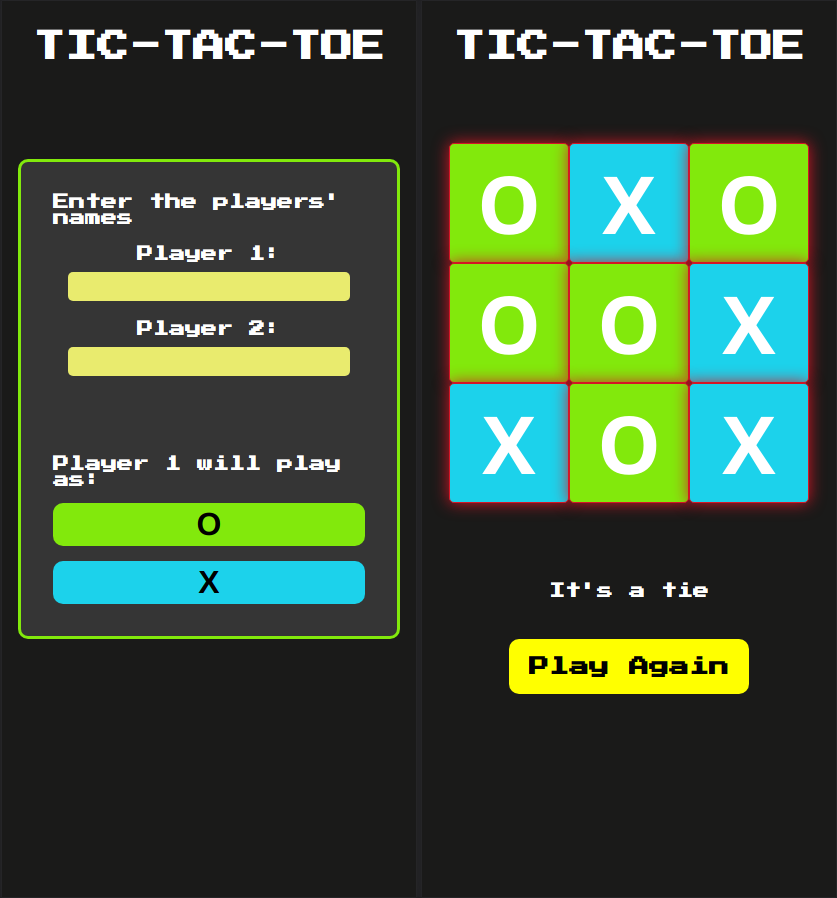 TIC-TAC-TOE
Enter the players'
names
Player 1:
Player 2:
Player 1 will play
as:
O
X
TIC-TAC-TOE
O X O
O O X
X O X
It's a tie
Play Again